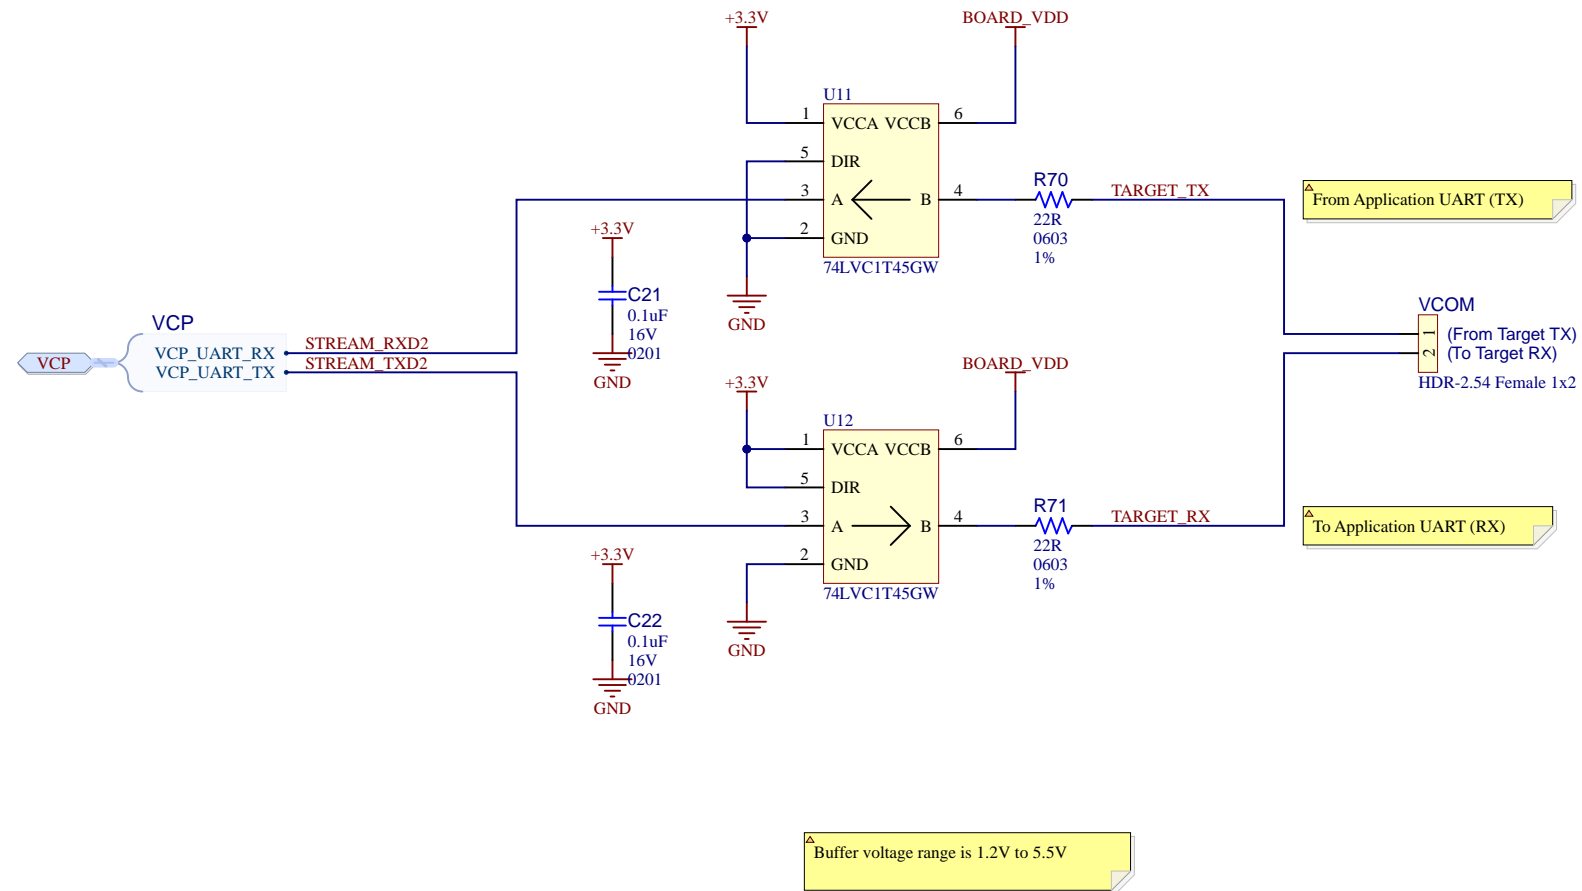 +3.3V
BOARD_VDD
U11
1 VCCA VCCB 6
5 DIR
3 A B 4
2 GND
74LVC1T45GW
R70
22R
0603
1%
TARGET_TX
From Application UART (TX)
+3.3V
C21
0.1uF
16V
0201
GND
GND
VCP
VCP
VCP_UART_RX
VCP_UART_TX
STREAM_RXD2
STREAM_TXD2
VCOM
1 (From Target TX)
2 (To Target RX)
HDR-2.54 Female 1x2
+3.3V
BOARD_VDD
U12
1 VCCA VCCB 6
5 DIR
3 A B 4
2 GND
74LVC1T45GW
R71
22R
0603
1%
TARGET_RX
To Application UART (RX)
+3.3V
C22
0.1uF
16V
0201
GND
GND
Buffer voltage range is 1.2V to 5.5V